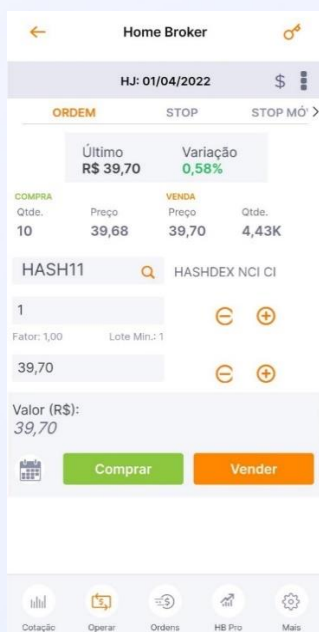 Home Broker
HJ: 01/04/2022 $
ORDEM STOP STOP MÓV
Último Variação
R$ 39,70 0,58%
COMPRA VENDA
Qtde. Preço Preço Qtde.
10 39,68 39,70 4,43K
HASH11 HASHDEX NCI CI
1
Fator: 1,00 Lote Min.: 1
39,70
Valor (R$):
39,70
Comprar Vender
Cotação Operar Ordens HB Pro Mais